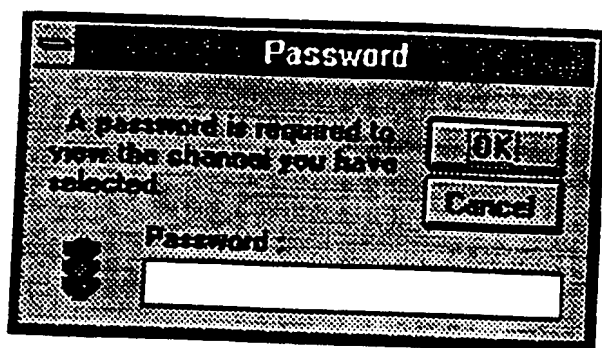 Password
A password is required to
view the channel you have
selected.
OK
Cancel
Password :